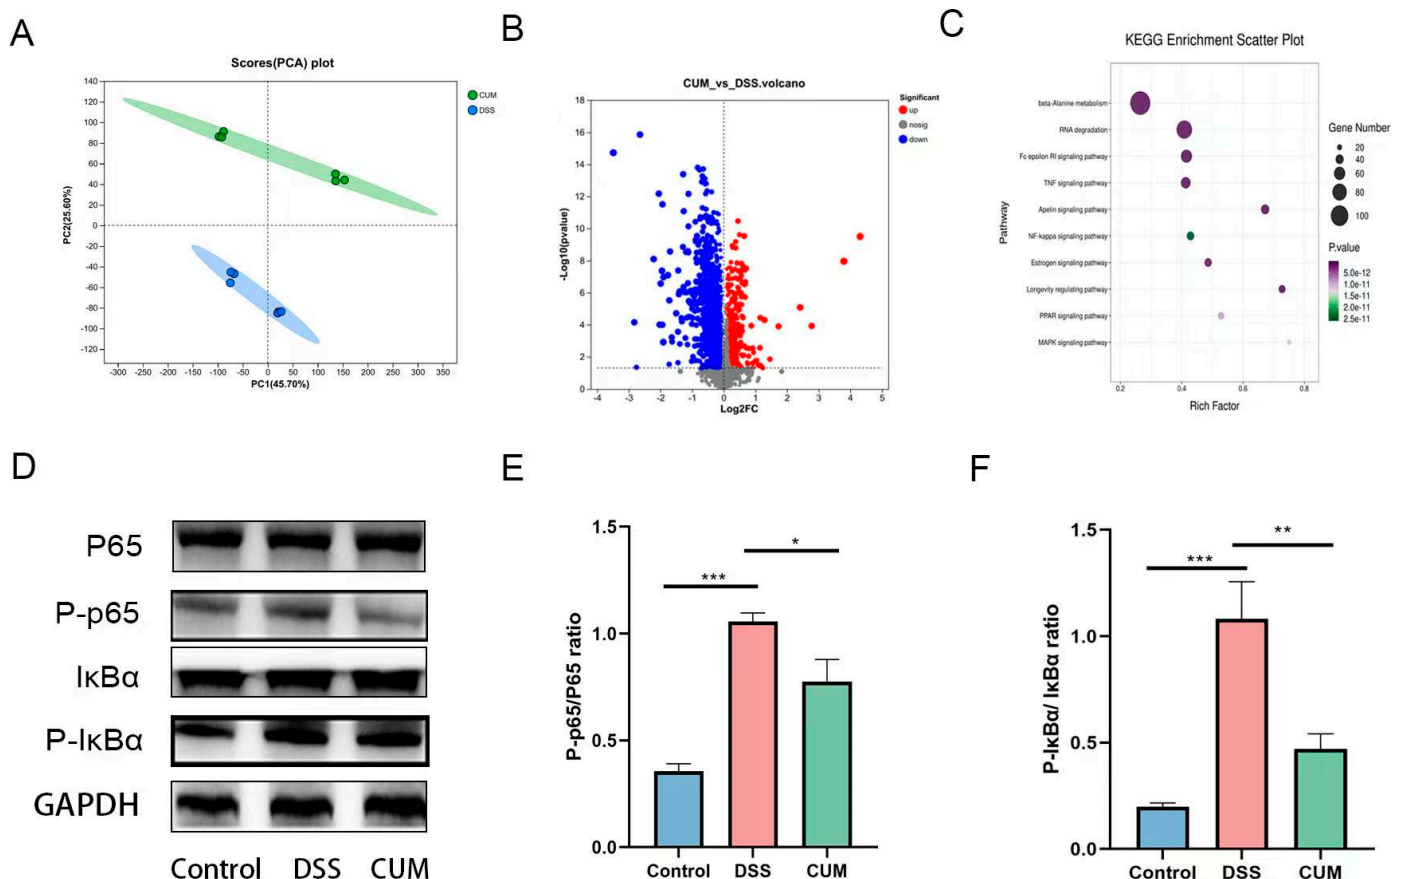 A
Scores(PCA) plot
140
120
100
80
60
40
20
0
-20
-40
-60
-80
-100
-120
-300 -250 -200 -150 -100 -50 0 50 100 150 200 250 300 350
PC2(25.60%)
PC1(45.70%)
CUM
DSS
B
CUM_vs_DSS.volcano
18
16
14
12
10
8
6
4
2
0
-4 -3 -2 -1 0 1 2 3 4 5
-Log10(pvalue)
Log2FC
Significant
up
nosig
down
C
KEGG Enrichment Scatter Plot
Pathway
beta-Alanine metabolism
RNA degradation
Fc epsilon RI signaling pathway
TNF signaling pathway
Apelin signaling pathway
NF-kappa signaling pathway
Estrogen signaling pathway
Longevity regulating pathway
PPAR signaling pathway
MAPK signaling pathway
0.2 0.4 0.6 0.8
Rich Factor
Gene Number
20
40
60
80
100
P.value
5.0e-12
1.0e-11
1.5e-11
2.0e-11
2.5e-11
D
P65
P-p65
IκBα
P-IκBα
GAPDH
Control DSS CUM
E
P-p65/P65 ratio
1.5
1.0
0.5
0.0
***
*
Control DSS CUM
F
P-IκBα/ IκBα ratio
1.5
1.0
0.5
0.0
***
**
Control DSS CUM